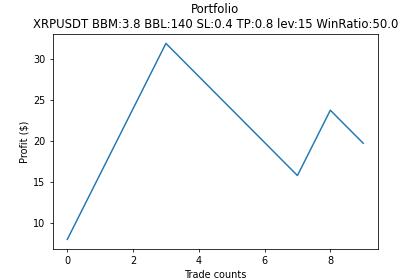 Portfolio
XRPUSDT BBM:3.8 BBL:140 SL:0.4 TP:0.8 lev:15 WinRatio:50.0
30
25
20
15
10
Profit ($)
0 2 4 6 8
Trade counts